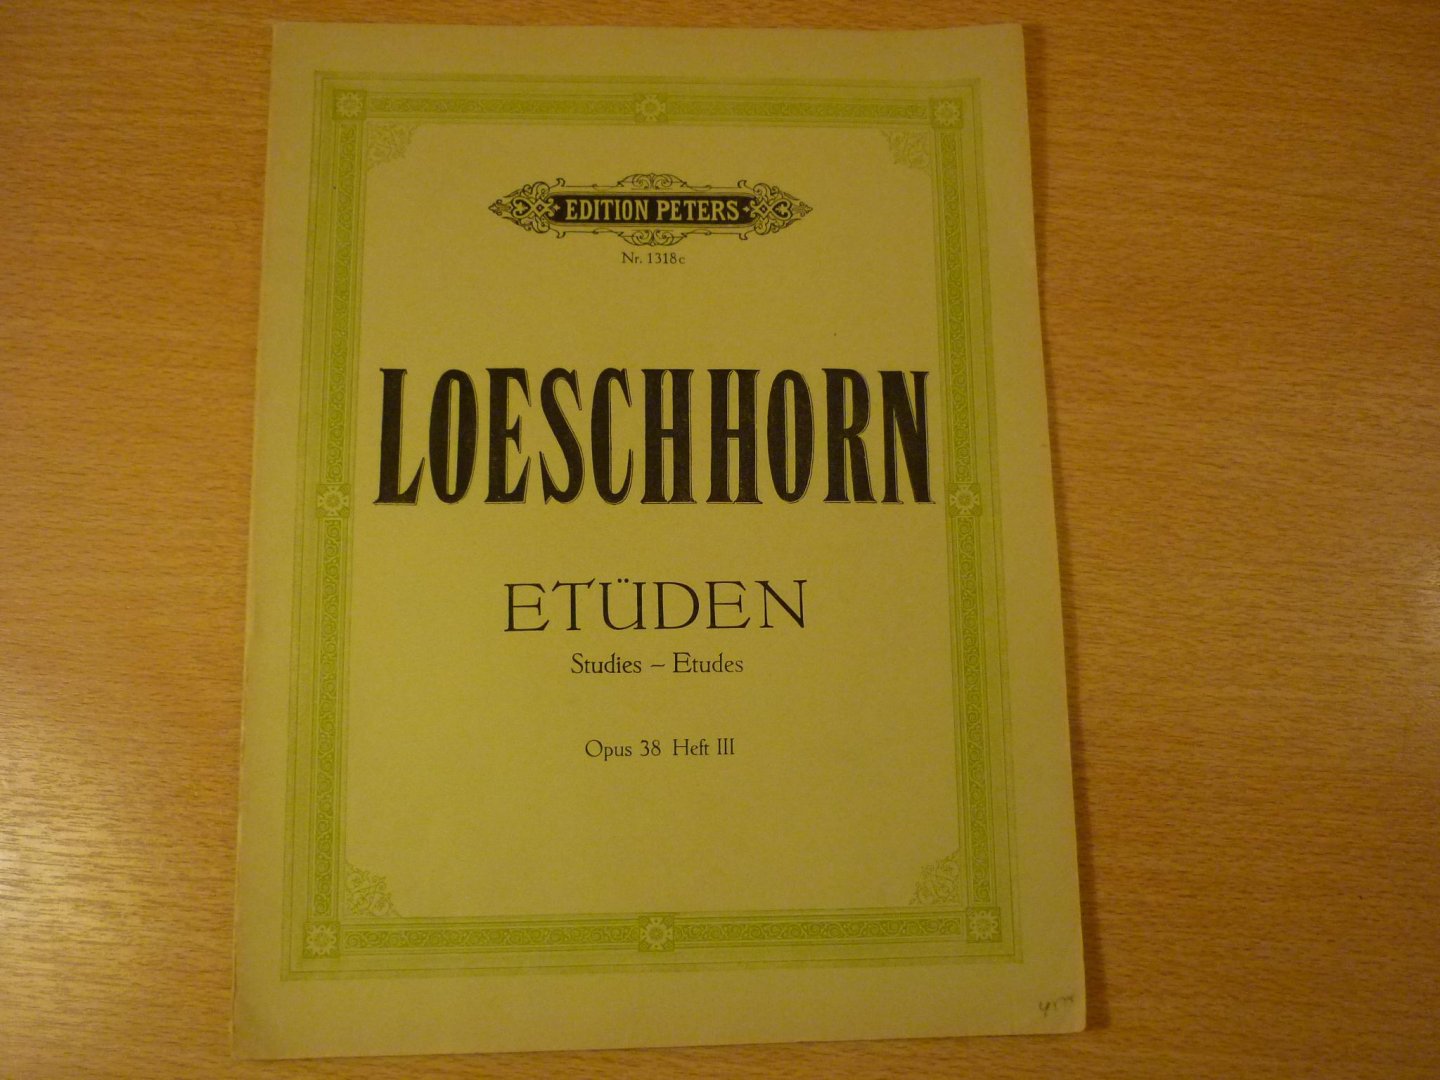 EDITION PETERS
Nr. 1318c
LOESCHHORN
ETÜDEN
Studies – Etudes
Opus 38 Heft III